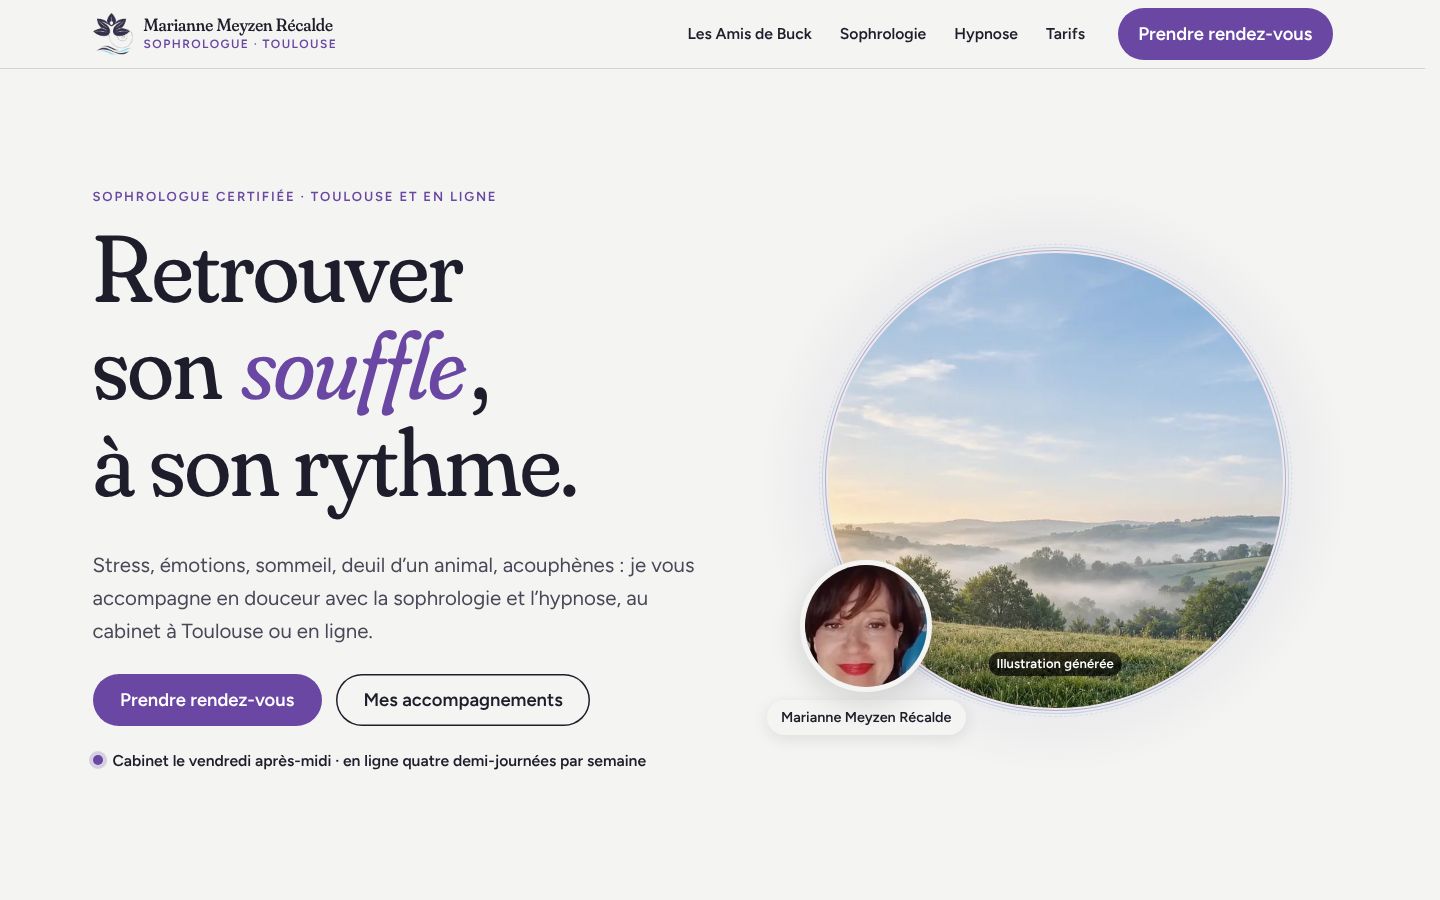 Marianne Meyzen Récalde
SOPHROLOGUE · TOULOUSE
Les Amis de Buck
Sophrologie
Hypnose
Tarifs
Prendre rendez-vous
SOPHROLOGUE CERTIFIÉE · TOULOUSE ET EN LIGNE
Retrouver
son souffle,
à son rythme.
Stress, émotions, sommeil, deuil d’un animal, acouphènes : je vous
accompagne en douceur avec la sophrologie et l’hypnose, au
cabinet à Toulouse ou en ligne.
Prendre rendez-vous
Mes accompagnements
Cabinet le vendredi après-midi · en ligne quatre demi-journées par semaine
Illustration générée
Marianne Meyzen Récalde